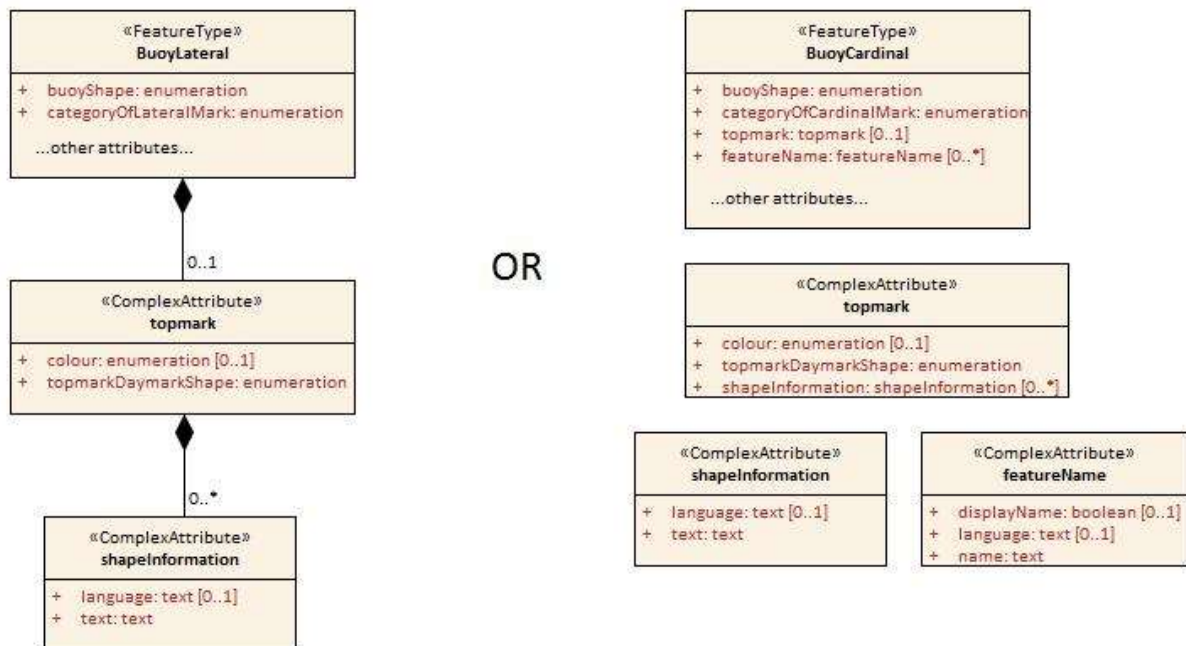 «FeatureType»
BuoyLateral
+ buoyShape: enumeration
+ categoryOfLateralMark: enumeration
...other attributes...
0..1
«ComplexAttribute»
topmark
+ colour: enumeration [0..1]
+ topmarkDaymarkShape: enumeration
0..*
«ComplexAttribute»
shapeInformation
+ language: text [0..1]
+ text: text
OR
«FeatureType»
BuoyCardinal
+ buoyShape: enumeration
+ categoryOfCardinalMark: enumeration
+ topmark: topmark [0..1]
+ featureName: featureName [0..*]
...other attributes...
«ComplexAttribute»
topmark
+ colour: enumeration [0..1]
+ topmarkDaymarkShape: enumeration
+ shapeInformation: shapeInformation [0..*]
«ComplexAttribute»
shapeInformation
+ language: text [0..1]
+ text: text
«ComplexAttribute»
featureName
+ displayName: boolean [0..1]
+ language: text [0..1]
+ name: text